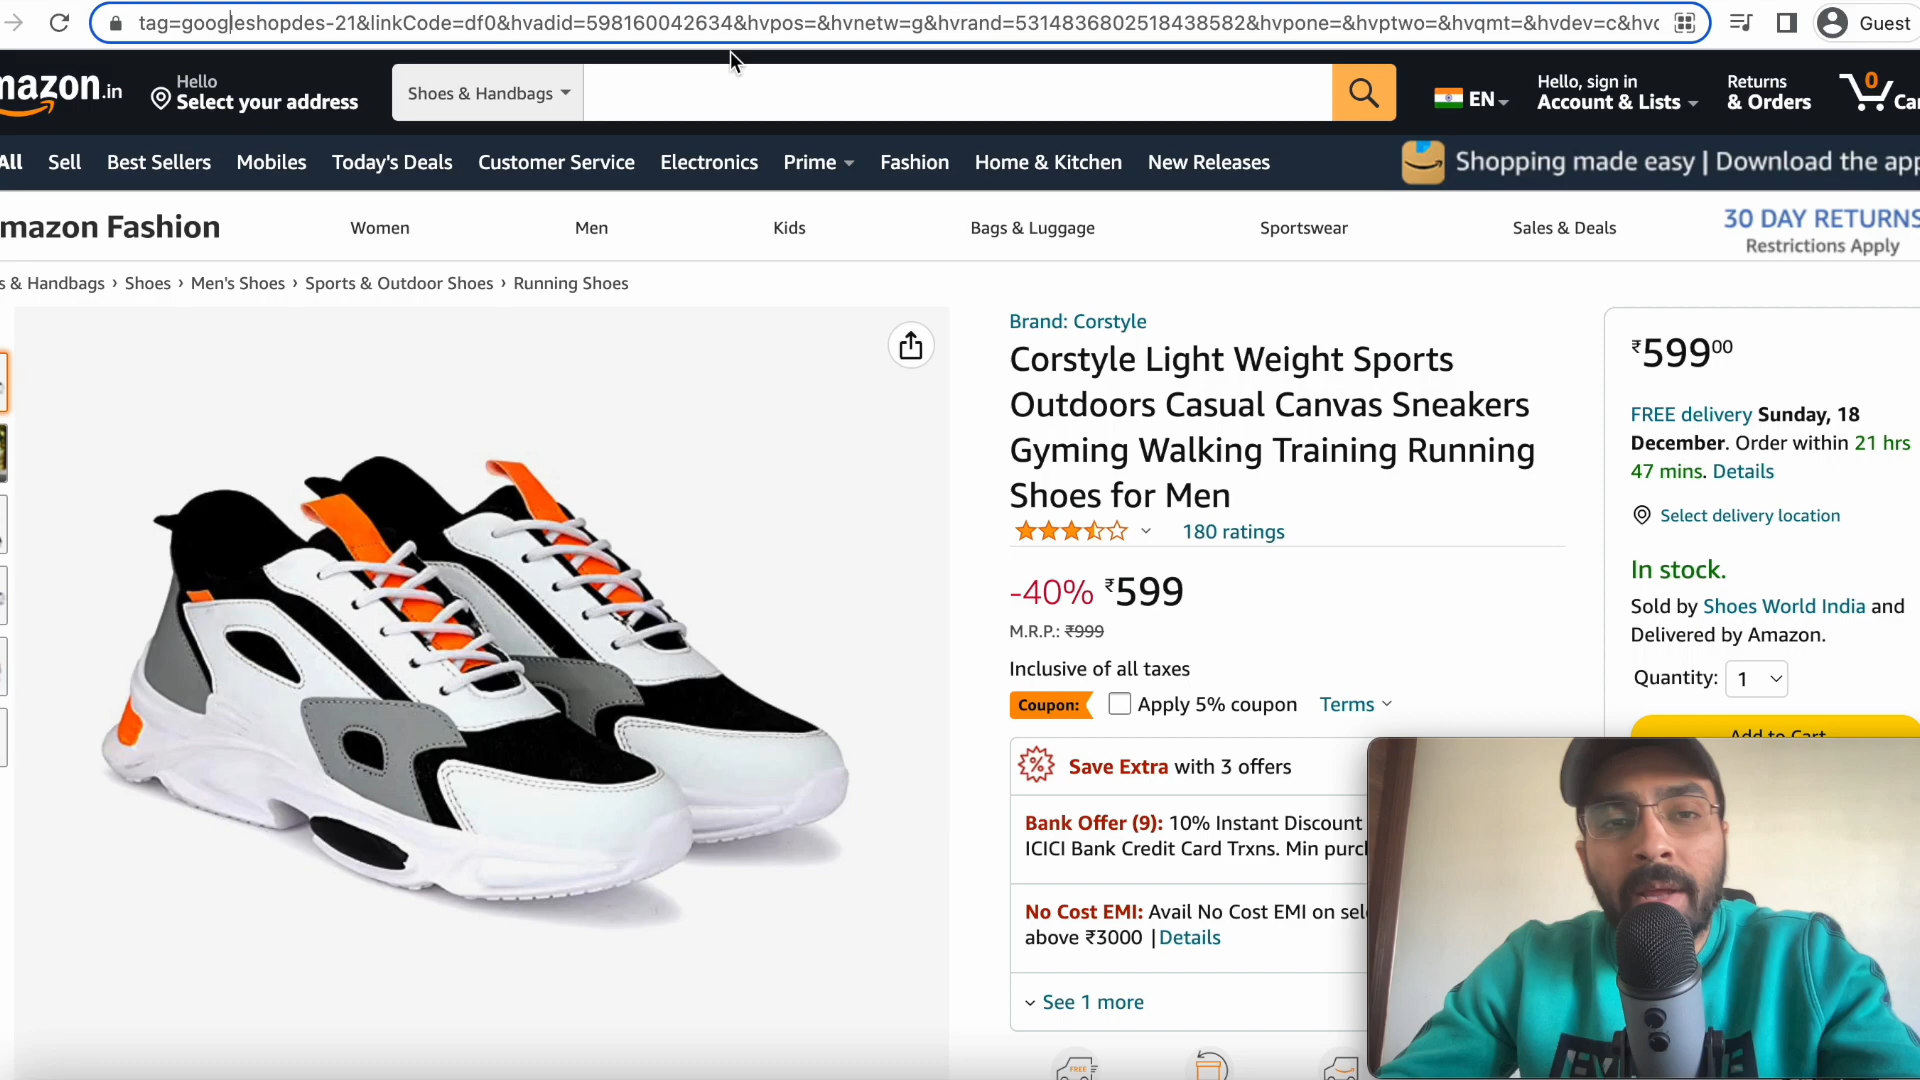 tag=googleshopdes-21&linkCode=df0&hvadid=598160042634&hvpos=&hvnetw=g&hvrand=5314836802518438582&hvpone=&hvptwo=&hvqmt=&hvdev=c&hvc
Guest
mazon.in
Hello
Select your address
Shoes & Handbags
EN
Hello, sign in
Account & Lists
Returns
& Orders
0
Ca
All Sell Best Sellers Mobiles Today's Deals Customer Service Electronics Prime Fashion Home & Kitchen New Releases
Shopping made easy | Download the app
mazon Fashion
Women Men Kids Bags & Luggage Sportswear Sales & Deals
30 DAY RETURNS
Restrictions Apply
s & Handbags › Shoes › Men's Shoes › Sports & Outdoor Shoes › Running Shoes
Brand: Corstyle
Corstyle Light Weight Sports
Outdoors Casual Canvas Sneakers
Gyming Walking Training Running
Shoes for Men
180 ratings
-40% ₹599
M.R.P.: ₹999
Inclusive of all taxes
Coupon: Apply 5% coupon Terms
Save Extra with 3 offers
Bank Offer (9): 10% Instant Discount
ICICI Bank Credit Card Trxns. Min purc
No Cost EMI: Avail No Cost EMI on sel
above ₹3000 | Details
See 1 more
FREE
₹599 00
FREE delivery Sunday, 18
December. Order within 21 hrs
47 mins. Details
Select delivery location
In stock.
Sold by Shoes World India and
Delivered by Amazon.
Quantity: 1
Add to Cart